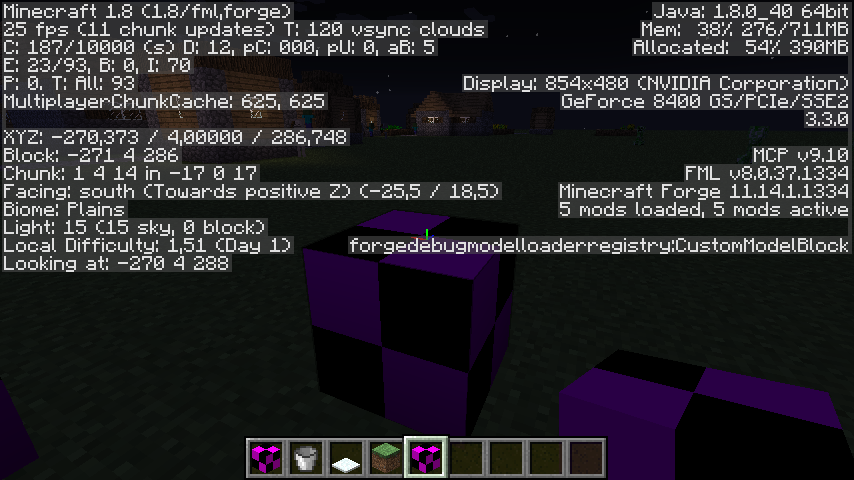 Minecraft 1.8 (1.8/fml,forge)
25 fps (11 chunk updates) T: 120 vsync clouds
C: 187/10000 (s) D: 12, pC: 000, pU: 0, aB: 5
E: 23/93, B: 0, I: 70
P: 0. T: All: 93
MultiplayerChunkCache: 625, 625
XYZ: -270,373 / 4,00000 / 286,748
Block: -271 4 286
Chunk: 1 4 14 in -17 0 17
Facing: south (Towards positive Z) (-25,5 / 18,5)
Biome: Plains
Light: 15 (15 sky, 0 block)
Local Difficulty: 1,51 (Day 1)
Looking at: -270 4 288
Java: 1.8.0_40 64bit
Mem: 38% 276/711MB
Allocated: 54% 390MB
Display: 854x480 (NVIDIA Corporation)
GeForce 8400 GS/PCIe/SSE2
3.3.0
MCP v9.10
FML v8.0.37.1334
Minecraft Forge 11.14.1.1334
5 mods loaded, 5 mods active
forgedebugmodelloaderregistry:CustomModelBlock